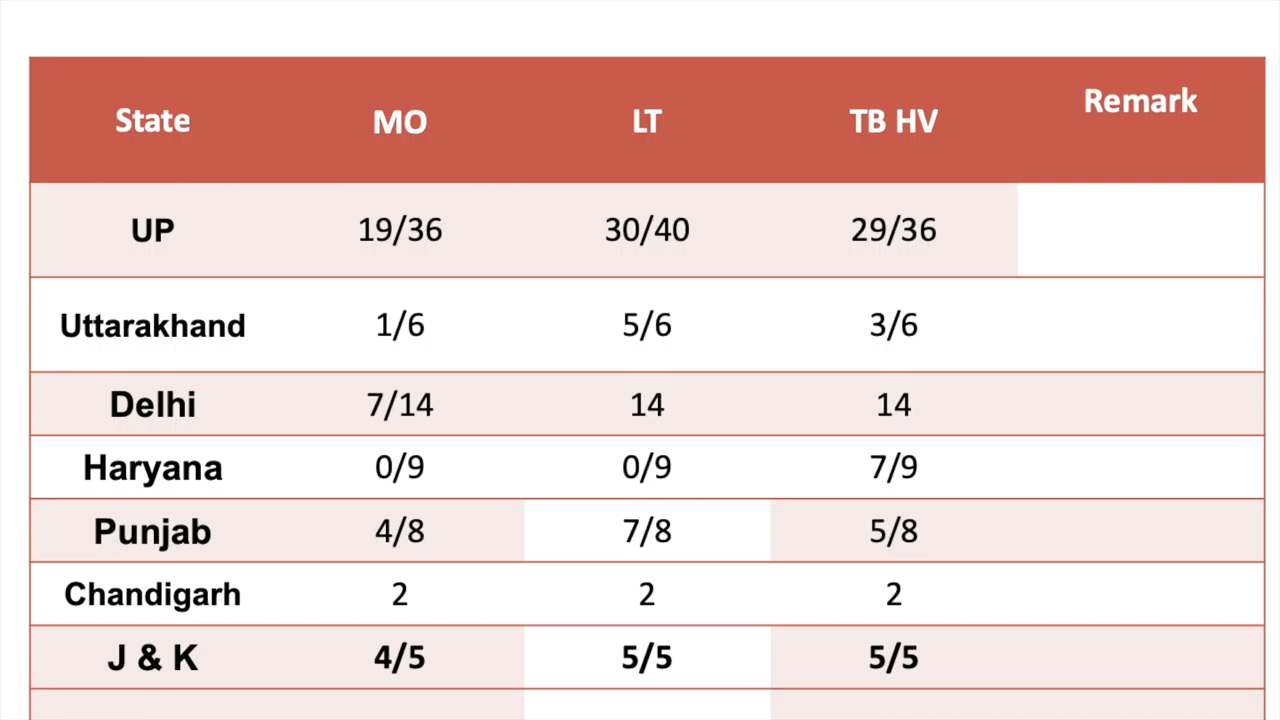 State MO LT TB HV Remark
UP 19/36 30/40 29/36
Uttarakhand 1/6 5/6 3/6
Delhi 7/14 14 14
Haryana 0/9 0/9 7/9
Punjab 4/8 7/8 5/8
Chandigarh 2 2 2
J & K 4/5 5/5 5/5